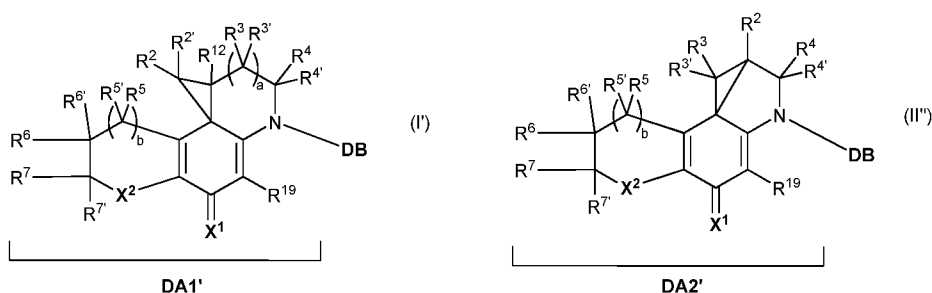 R2' R3 R3'
R2 R12 R4
R5' R5 ( )a R4'
R6' N (I')
R6 ( )b DB
R7 X2 R19
R7' X1
DA1'
R2
R3 R4
R3' R4'
R5' R5
R6' N (II'')
R6 ( )b DB
R7 X2 R19
R7' X1
DA2'